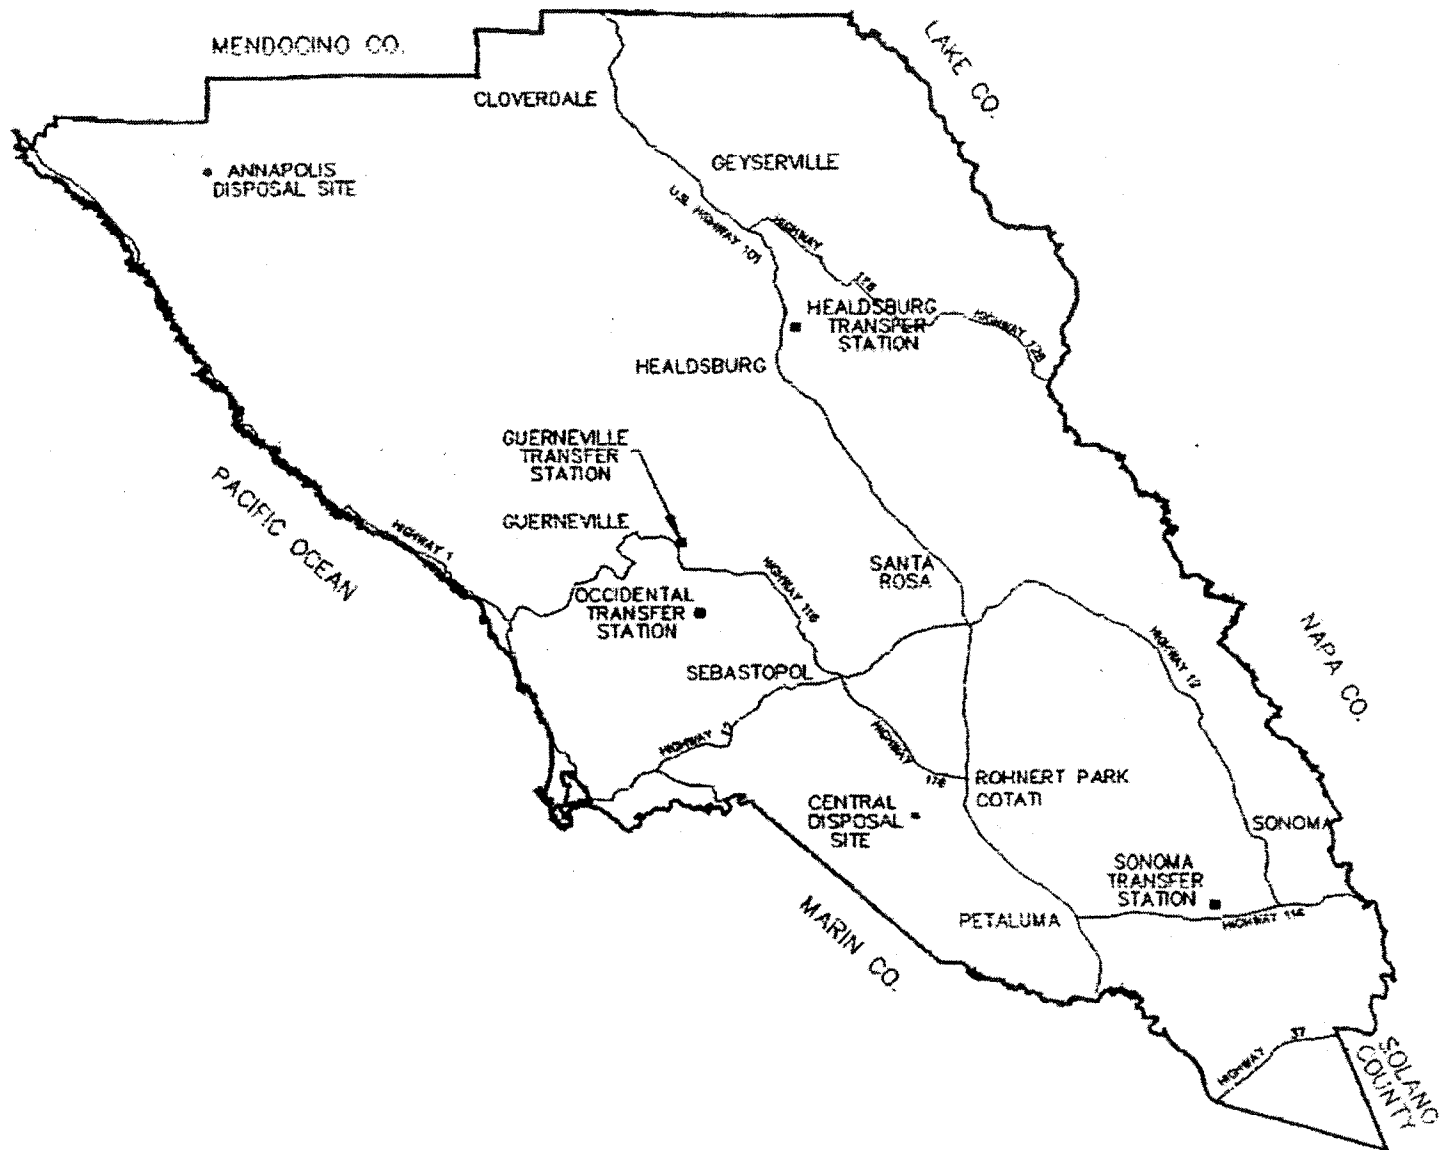 MENDOCINO CO.
LAKE CO.
CLOVERDALE
GEYSERVILLE
ANNAPOLIS
DISPOSAL SITE
U.S. HIGHWAY 101
HIGHWAY
128
HEALDSBURG
TRANSFER
STATION
HIGHWAY 128
HEALDSBURG
GUERNEVILLE
TRANSFER
STATION
PACIFIC OCEAN
HIGHWAY 1
GUERNEVILLE
SANTA
ROSA
HIGHWAY 116
OCCIDENTAL
TRANSFER
STATION
NAPA CO.
HIGHWAY 12
SEBASTOPOL
HIGHWAY 12
HIGHWAY
116
ROHNERT PARK
COTATI
CENTRAL
DISPOSAL
SITE
SONOMA
SONOMA
TRANSFER
STATION
MARIN CO.
PETALUMA
HIGHWAY 116
HIGHWAY 37
SOLANO
COUNTY